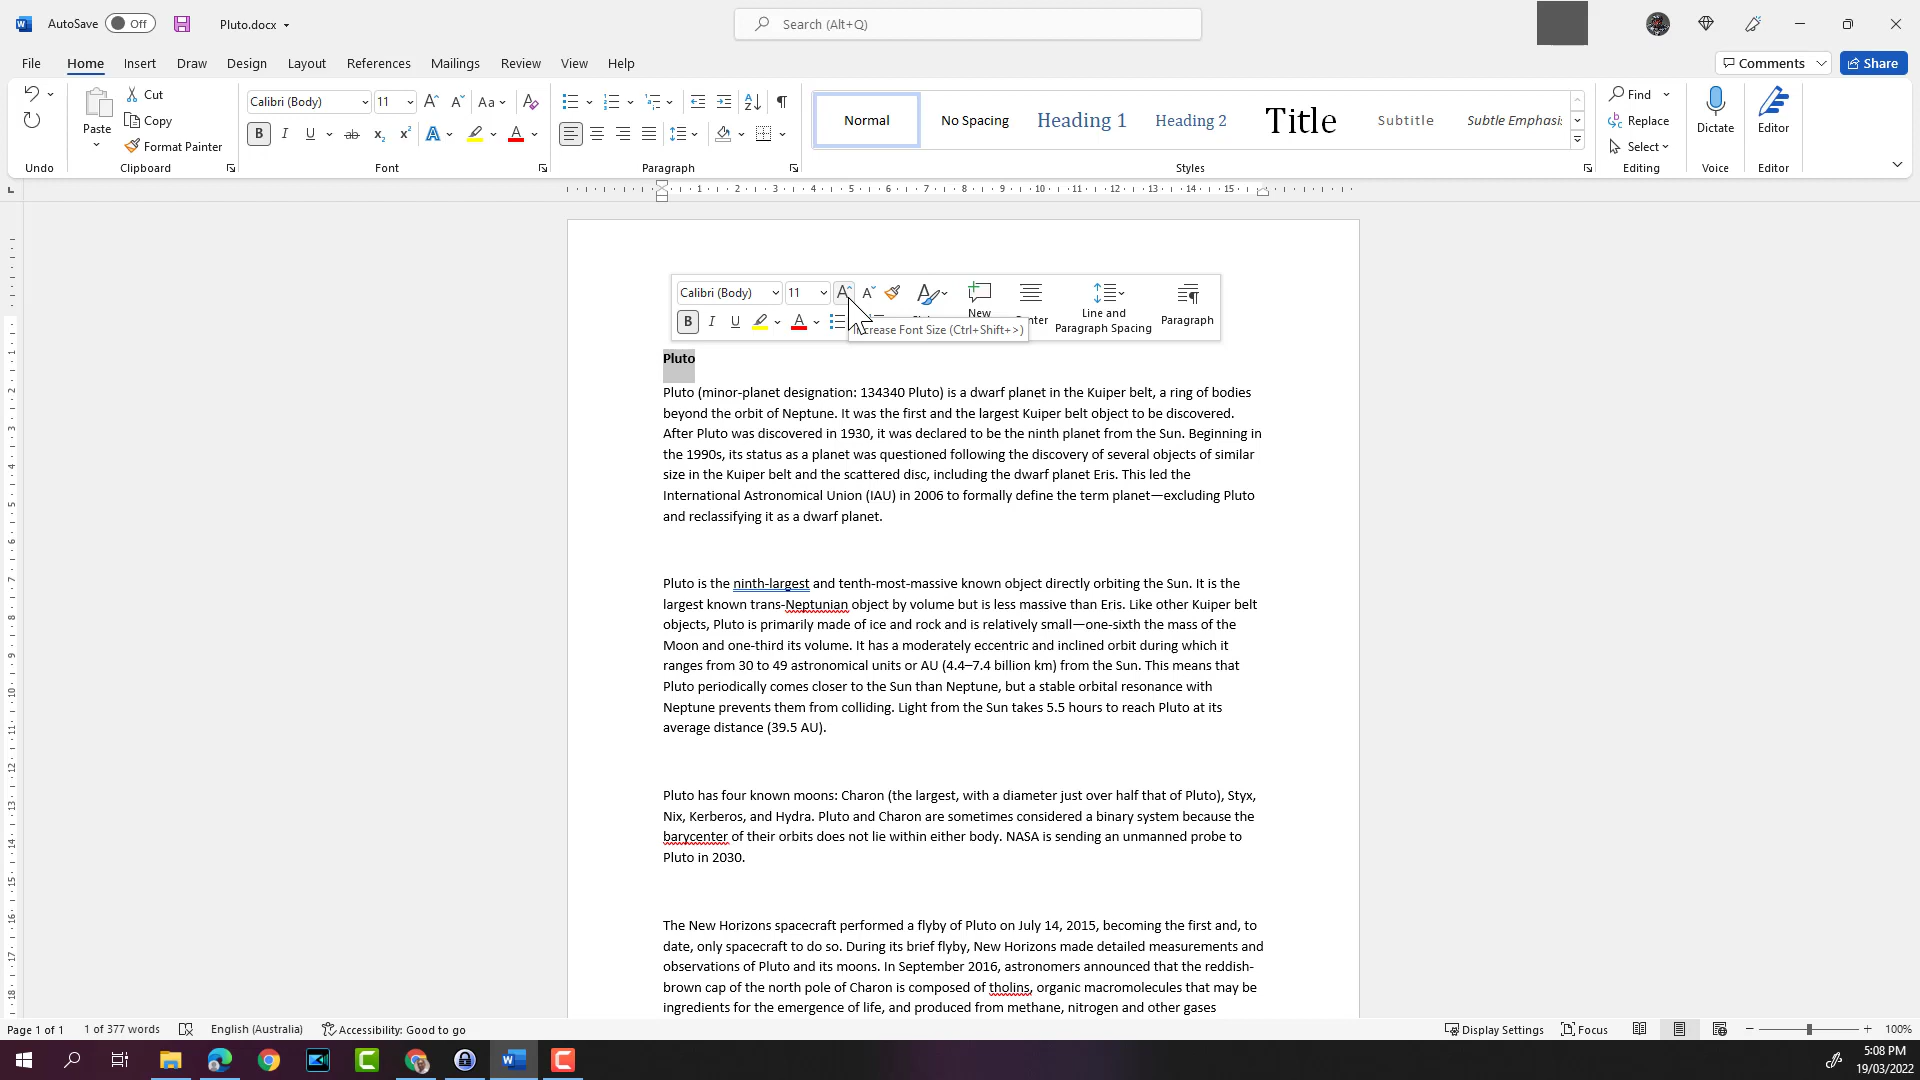 AutoSave Off Pluto.docx Search (Alt+Q)
File Home Insert Draw Design Layout References Mailings Review View Help Comments Share
Paste Cut Copy Format Painter
Calibri (Body) 11 Aa
B I U ab x₂ x² A A
Normal No Spacing Heading 1 Heading 2 Title Subtitle Subtle Emphasi
Find Replace Select Dictate Editor
Undo Clipboard Font Paragraph Styles Editing Voice Editor
1 2 3 4 5 6 7 8 9 10 11 12 13 14 15
Calibri (Body) 11
B I U A New Line and Paragraph Spacing Paragraph
crease Font Size (Ctrl+Shift+>)
Pluto
Pluto (minor-planet designation: 134340 Pluto) is a dwarf planet in the Kuiper belt, a ring of bodies
beyond the orbit of Neptune. It was the first and the largest Kuiper belt object to be discovered.
After Pluto was discovered in 1930, it was declared to be the ninth planet from the Sun. Beginning in
the 1990s, its status as a planet was questioned following the discovery of several objects of similar
size in the Kuiper belt and the scattered disc, including the dwarf planet Eris. This led the
International Astronomical Union (IAU) in 2006 to formally define the term planet—excluding Pluto
and reclassifying it as a dwarf planet.
Pluto is the ninth-largest and tenth-most-massive known object directly orbiting the Sun. It is the
largest known trans-Neptunian object by volume but is less massive than Eris. Like other Kuiper belt
objects, Pluto is primarily made of ice and rock and is relatively small—one-sixth the mass of the
Moon and one-third its volume. It has a moderately eccentric and inclined orbit during which it
ranges from 30 to 49 astronomical units or AU (4.4–7.4 billion km) from the Sun. This means that
Pluto periodically comes closer to the Sun than Neptune, but a stable orbital resonance with
Neptune prevents them from colliding. Light from the Sun takes 5.5 hours to reach Pluto at its
average distance (39.5 AU).
Pluto has four known moons: Charon (the largest, with a diameter just over half that of Pluto), Styx,
Nix, Kerberos, and Hydra. Pluto and Charon are sometimes considered a binary system because the
barycenter of their orbits does not lie within either body. NASA is sending an unmanned probe to
Pluto in 2030.
The New Horizons spacecraft performed a flyby of Pluto on July 14, 2015, becoming the first and, to
date, only spacecraft to do so. During its brief flyby, New Horizons made detailed measurements and
observations of Pluto and its moons. In September 2016, astronomers announced that the reddish-
brown cap of the north pole of Charon is composed of tholins, organic macromolecules that may be
ingredients for the emergence of life, and produced from methane, nitrogen and other gases
Page 1 of 1 1 of 377 words English (Australia) Accessibility: Good to go Display Settings Focus 100%
5:08 PM
19/03/2022